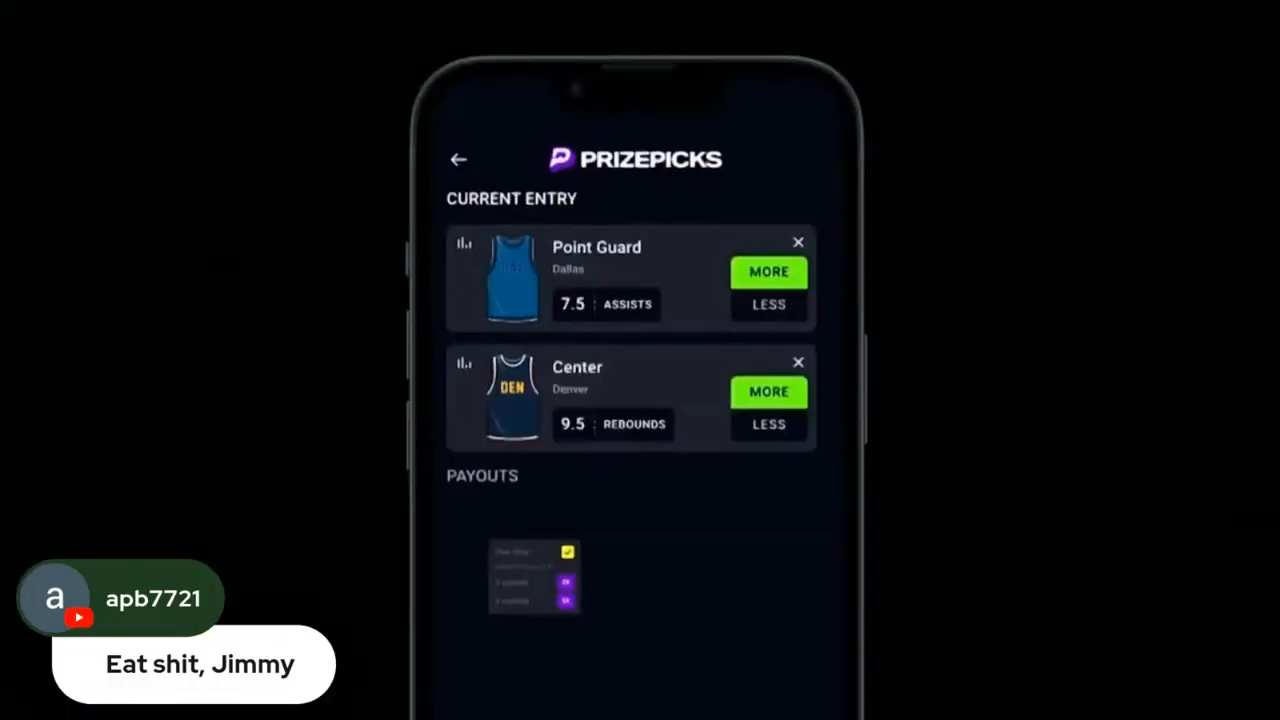 PRIZEPICKS
CURRENT ENTRY
Point Guard
Dallas
MORE
7.5 ASSISTS
LESS
Center
DEN
Denver
MORE
9.5 REBOUNDS
LESS
PAYOUTS
a
apb7721
Eat shit, Jimmy